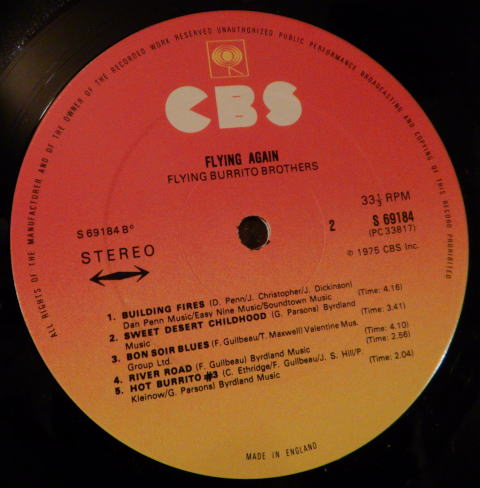 ALL RIGHTS OF THE MANUFACTURER AND OF THE OWNER OF THE RECORDED WORK RESERVED UNAUTHORIZED PUBLIC PERFORMANCE BROADCASTING AND COPYING OF THIS RECORD PROHIBITED
CBS
FLYING AGAIN
FLYING BURRITO BROTHERS
33⅓ RPM
S 69184 B°
2
S 69184
(PC 33817)
STEREO
℗ 1975 CBS Inc.
1. BUILDING FIRES (D. Penn/J. Christopher/J. Dickinson)
Dan Penn Music/Easy Nine Music/Soundtown Music (Time: 4.16)
2. SWEET DESERT CHILDHOOD (G. Parsons) Byrdland
Music (Time: 3.41)
3. BON SOIR BLUES (F. Guilbeau/T. Maxwell) Valentine Mus.
Group Ltd. (Time: 4.10)
4. RIVER ROAD (F. Guilbeau) Byrdland Music (Time: 2.56)
5. HOT BURRITO #3 (C. Ethridge/F. Guilbeau/J. S. Hill/P.
Kleinow/G. Parsons) Byrdland Music (Time: 2.04)
MADE IN ENGLAND